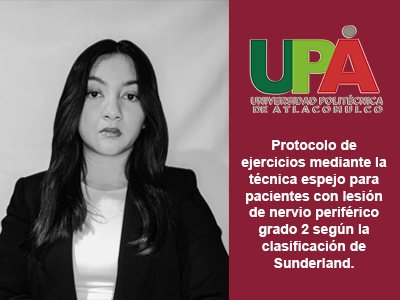 UPA
UNIVERSIDAD POLITÉCNICA
DE ATLACOMULCO
Protocolo de
ejercicios mediante la
técnica espejo para
pacientes con lesión
de nervio periférico
grado 2 según la
clasificación de
Sunderland.